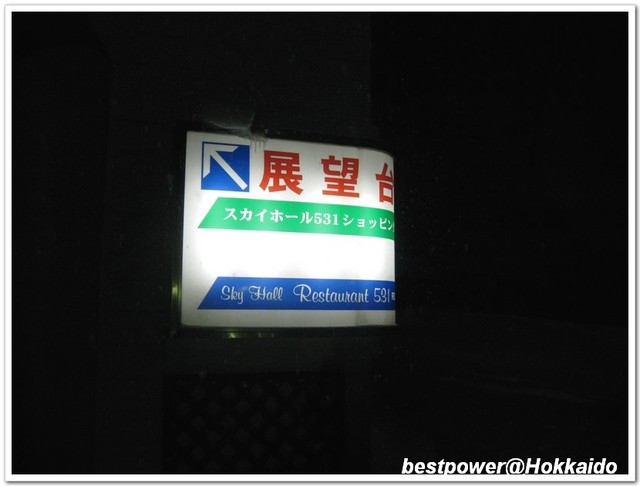 展望台
スカイホール531ショッピン
Sky Hall Restaurant 531
bestpower@Hokkaido